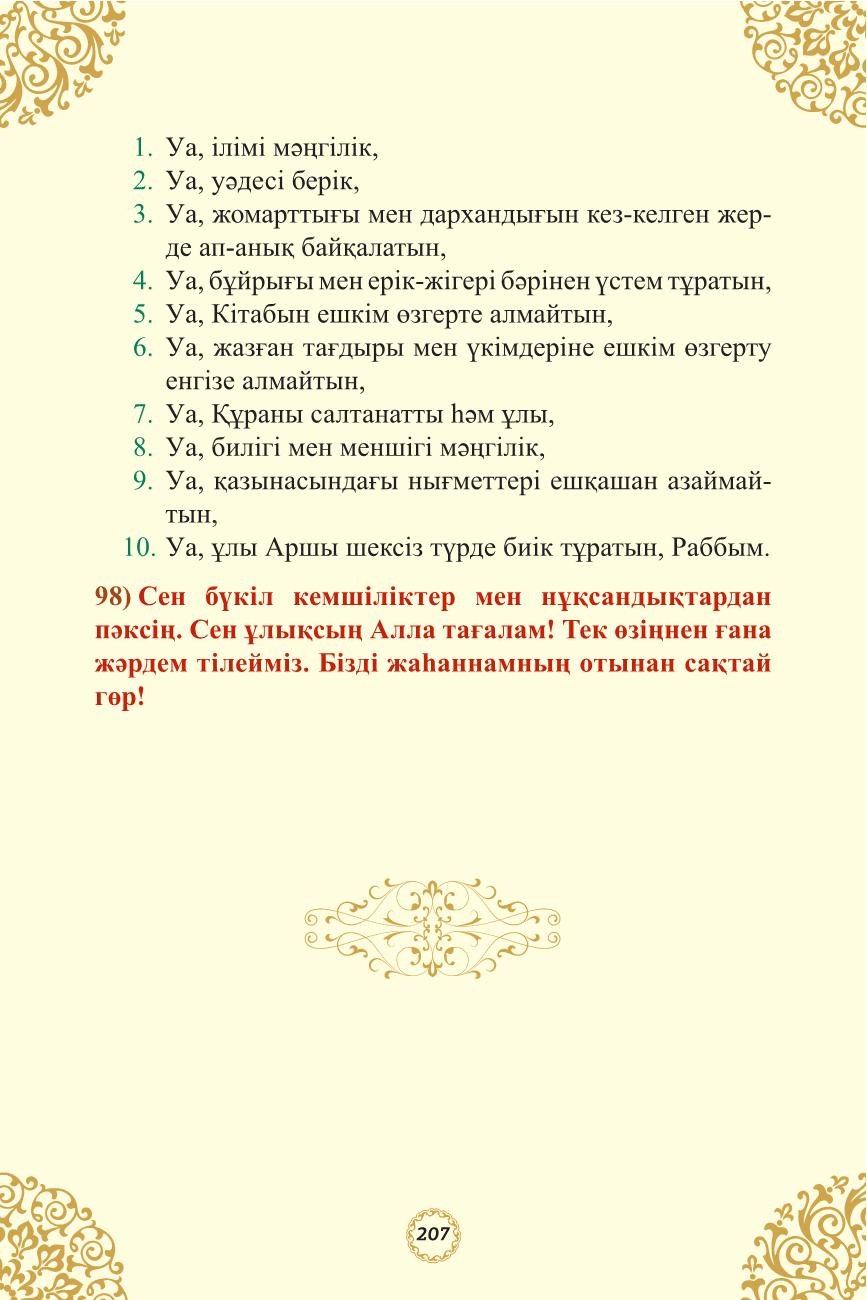 1. Уа, ілімі мәңгілік,
2. Уа, уәдесі берік,
3. Уа, жомарттығы мен дархандығын кез-келген жер-
де ап-анық байқалатын,
4. Уа, бұйрығы мен ерік-жігері бәрінен үстем тұратын,
5. Уа, Кітабын ешкім өзгерте алмайтын,
6. Уа, жазған тағдыры мен үкімдеріне ешкім өзгерту
енгізе алмайтын,
7. Уа, Құраны салтанатты һәм ұлы,
8. Уа, билігі мен меншігі мәңгілік,
9. Уа, қазынасындағы нығметтері ешқашан азаймай-
тын,
10. Уа, ұлы Аршы шексіз түрде биік тұратын, Раббым.
98) Сен бүкіл кемшіліктер мен нұқсандықтардан
пәксің. Сен ұлықсың Алла тағалам! Тек өзіңнен ғана
жәрдем тілейміз. Бізді жаһаннамның отынан сақтай
гөр!
207